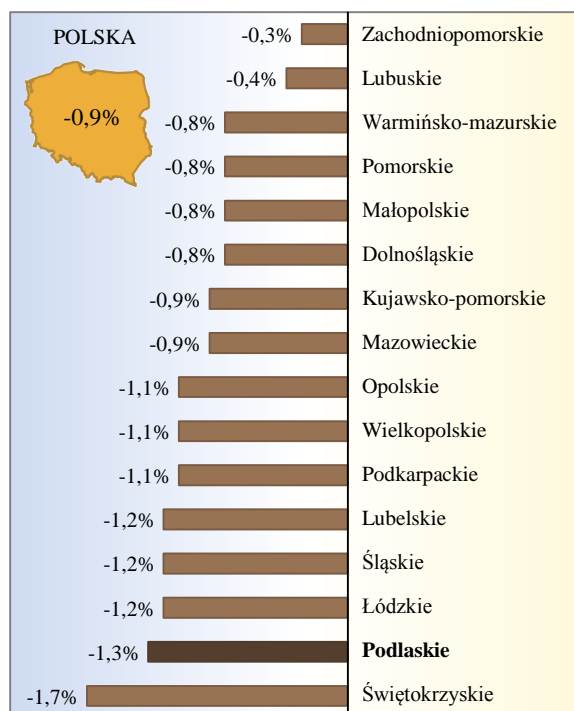 POLSKA
-0,9%
-0,3% Zachodniopomorskie
-0,4% Lubuskie
-0,8% Warmińsko-mazurskie
-0,8% Pomorskie
-0,8% Małopolskie
-0,8% Dolnośląskie
-0,9% Kujawsko-pomorskie
-0,9% Mazowieckie
-1,1% Opolskie
-1,1% Wielkopolskie
-1,1% Podkarpackie
-1,2% Lubelskie
-1,2% Śląskie
-1,2% Łódzkie
-1,3% Podlaskie
-1,7% Świętokrzyskie